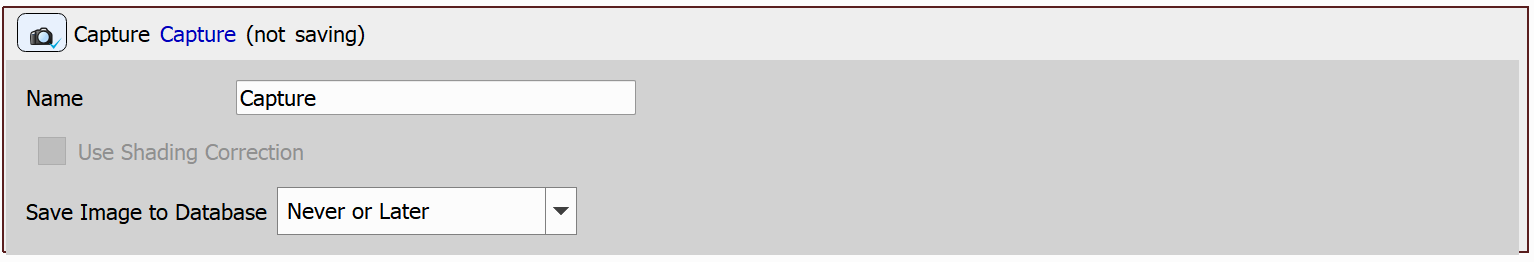 Capture Capture (not saving)
Name Capture
Use Shading Correction
Save Image to Database Never or Later